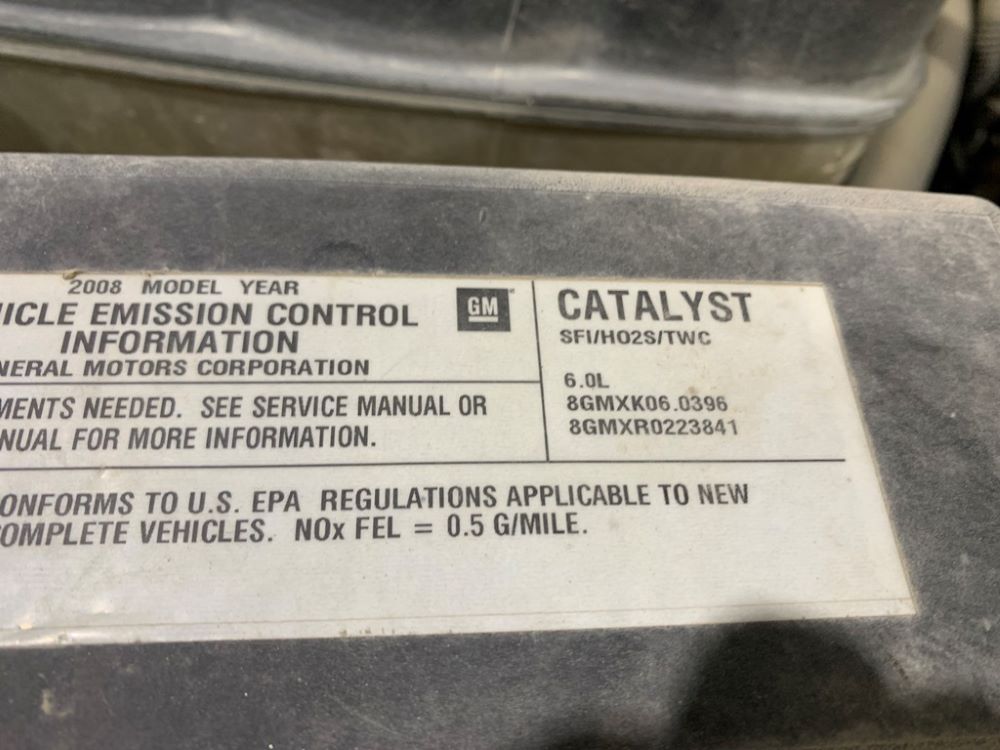 2008 MODEL YEAR
ICLE EMISSION CONTROL
INFORMATION
NERAL MOTORS CORPORATION
GM
MENTS NEEDED. SEE SERVICE MANUAL OR
NUAL FOR MORE INFORMATION.
CATALYST
SFI/HO2S/TWC
6.0L
8GMXK06.0396
8GMXR0223841
ONFORMS TO U.S. EPA REGULATIONS APPLICABLE TO NEW
OMPLETE VEHICLES. NOx FEL = 0.5 G/MILE.